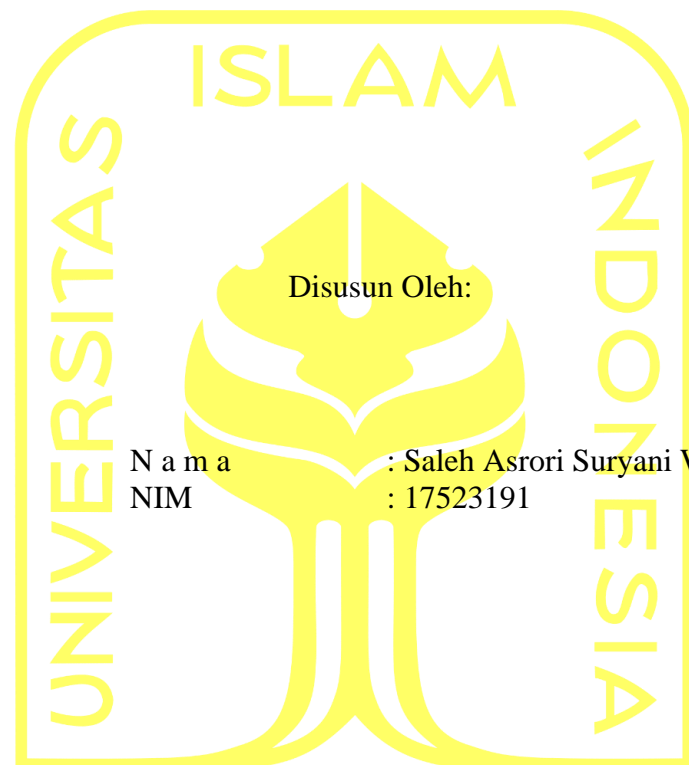 UNIVERSITAS ISLAM INDONESIA
Disusun Oleh:
N a m a : Saleh Asrori Suryani W
NIM : 17523191